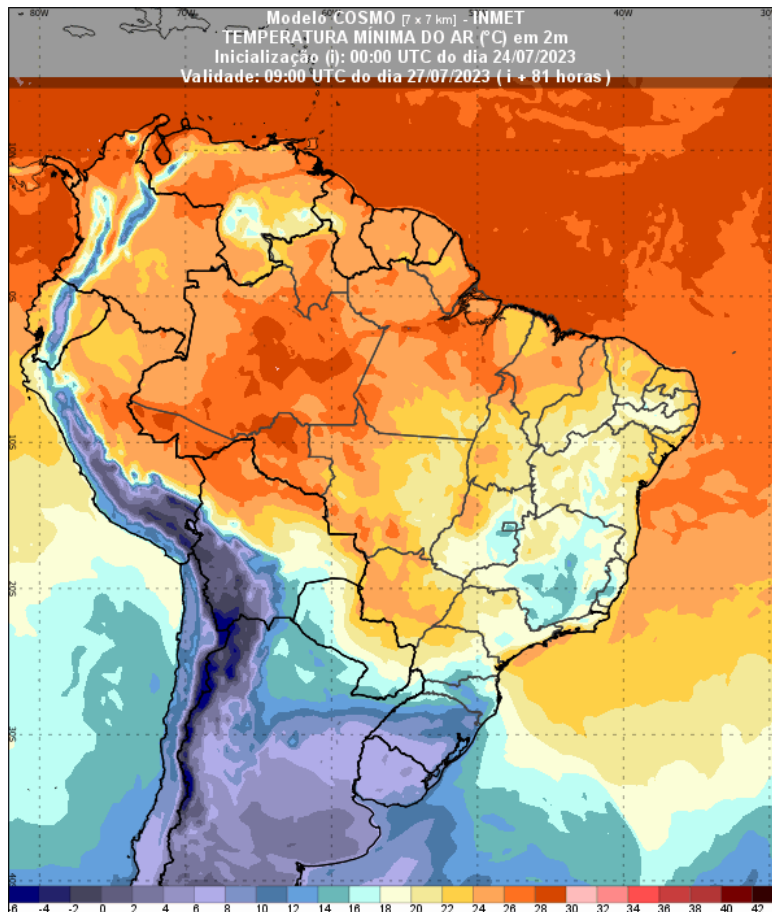 Modelo COSMO [7 x 7 km] - INMET
TEMPERATURA MÍNIMA DO AR (°C) em 2m
Inicialização (i): 00:00 UTC do dia 24/07/2023
Validade: 09:00 UTC do dia 27/07/2023 ( i + 81 horas )
80W 70W 40W
10S
20S
30S
-6 -4 -2 0 2 4 6 8 10 12 14 16 18 20 22 24 26 28 30 32 34 36 38 40 42